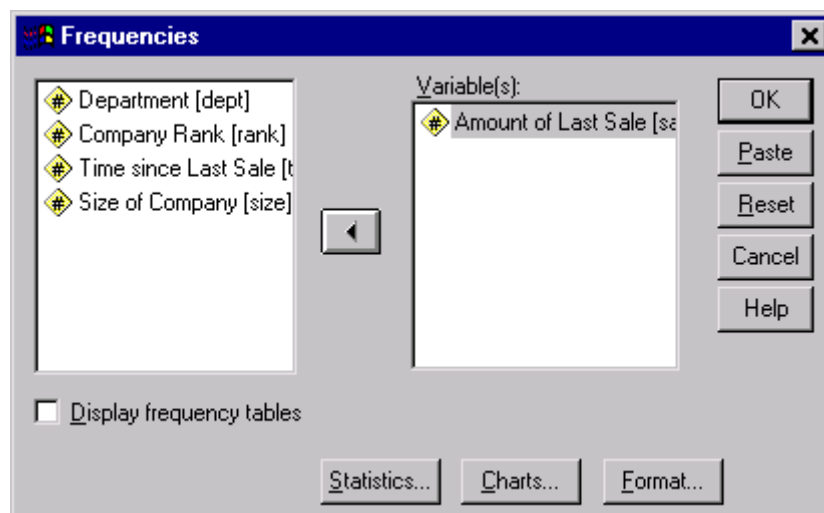 Frequencies
Department [dept]
Company Rank [rank]
Time since Last Sale [t
Size of Company [size]
Variable(s):
Amount of Last Sale [sa
OK
Paste
Reset
Cancel
Help
Display frequency tables
Statistics...
Charts...
Format...